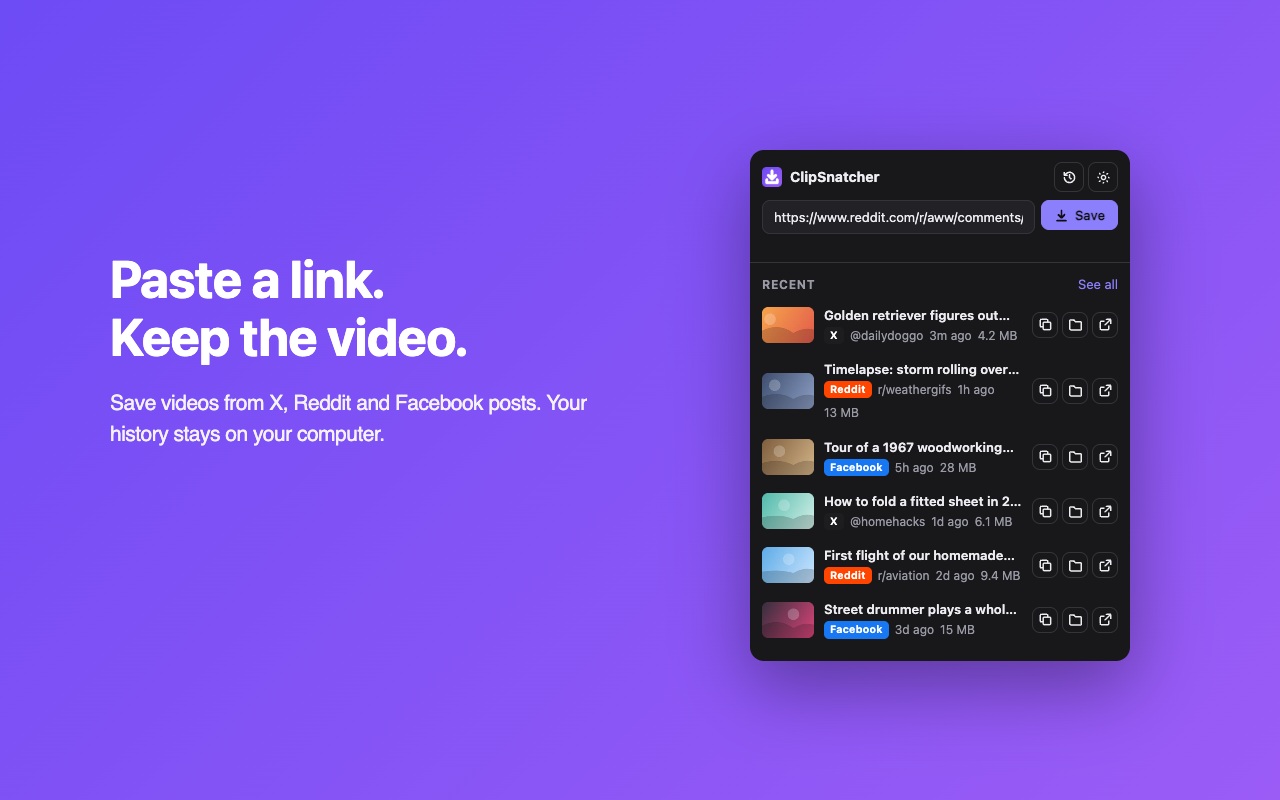 Paste a link.
Keep the video.
Save videos from X, Reddit and Facebook posts. Your
history stays on your computer.
ClipSnatcher
https://www.reddit.com/r/aww/comments/
Save
RECENT
See all
Golden retriever figures out...
X @dailydoggo 3m ago 4.2 MB
Timelapse: storm rolling over...
Reddit r/weathergifs 1h ago
13 MB
Tour of a 1967 woodworking...
Facebook 5h ago 28 MB
How to fold a fitted sheet in 2...
X @homehacks 1d ago 6.1 MB
First flight of our homemade...
Reddit r/aviation 2d ago 9.4 MB
Street drummer plays a whol...
Facebook 3d ago 15 MB